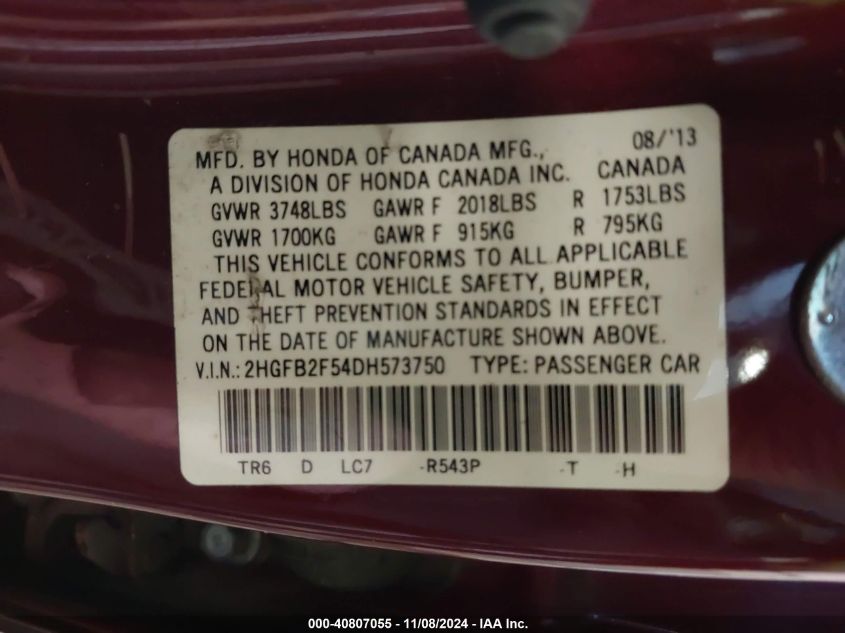 08/'13
MFD. BY HONDA OF CANADA MFG.,
A DIVISION OF HONDA CANADA INC. CANADA
GVWR 3748LBS GAWR F 2018LBS R 1753LBS
GVWR 1700KG GAWR F 915KG R 795KG
THIS VEHICLE CONFORMS TO ALL APPLICABLE
FEDERAL MOTOR VEHICLE SAFETY, BUMPER,
AND THEFT PREVENTION STANDARDS IN EFFECT
ON THE DATE OF MANUFACTURE SHOWN ABOVE.
V.I.N.: 2HGFB2F54DH573750 TYPE: PASSENGER CAR
TR6 D LC7 -R543P -T -H
000-40807055 - 11/08/2024 - IAA Inc.